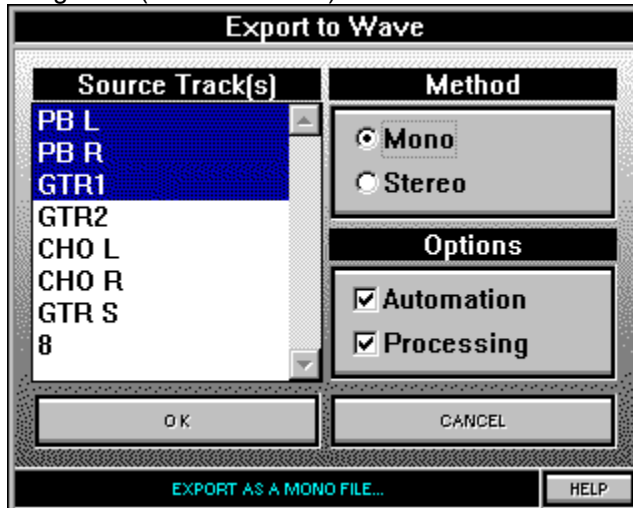 Export to Wave
Source Track(s)
PB L
PB R
GTR1
GTR2
CHO L
CHO R
GTR S
8
Method
Mono
Stereo
Options
Automation
Processing
OK
CANCEL
EXPORT AS A MONO FILE...
HELP